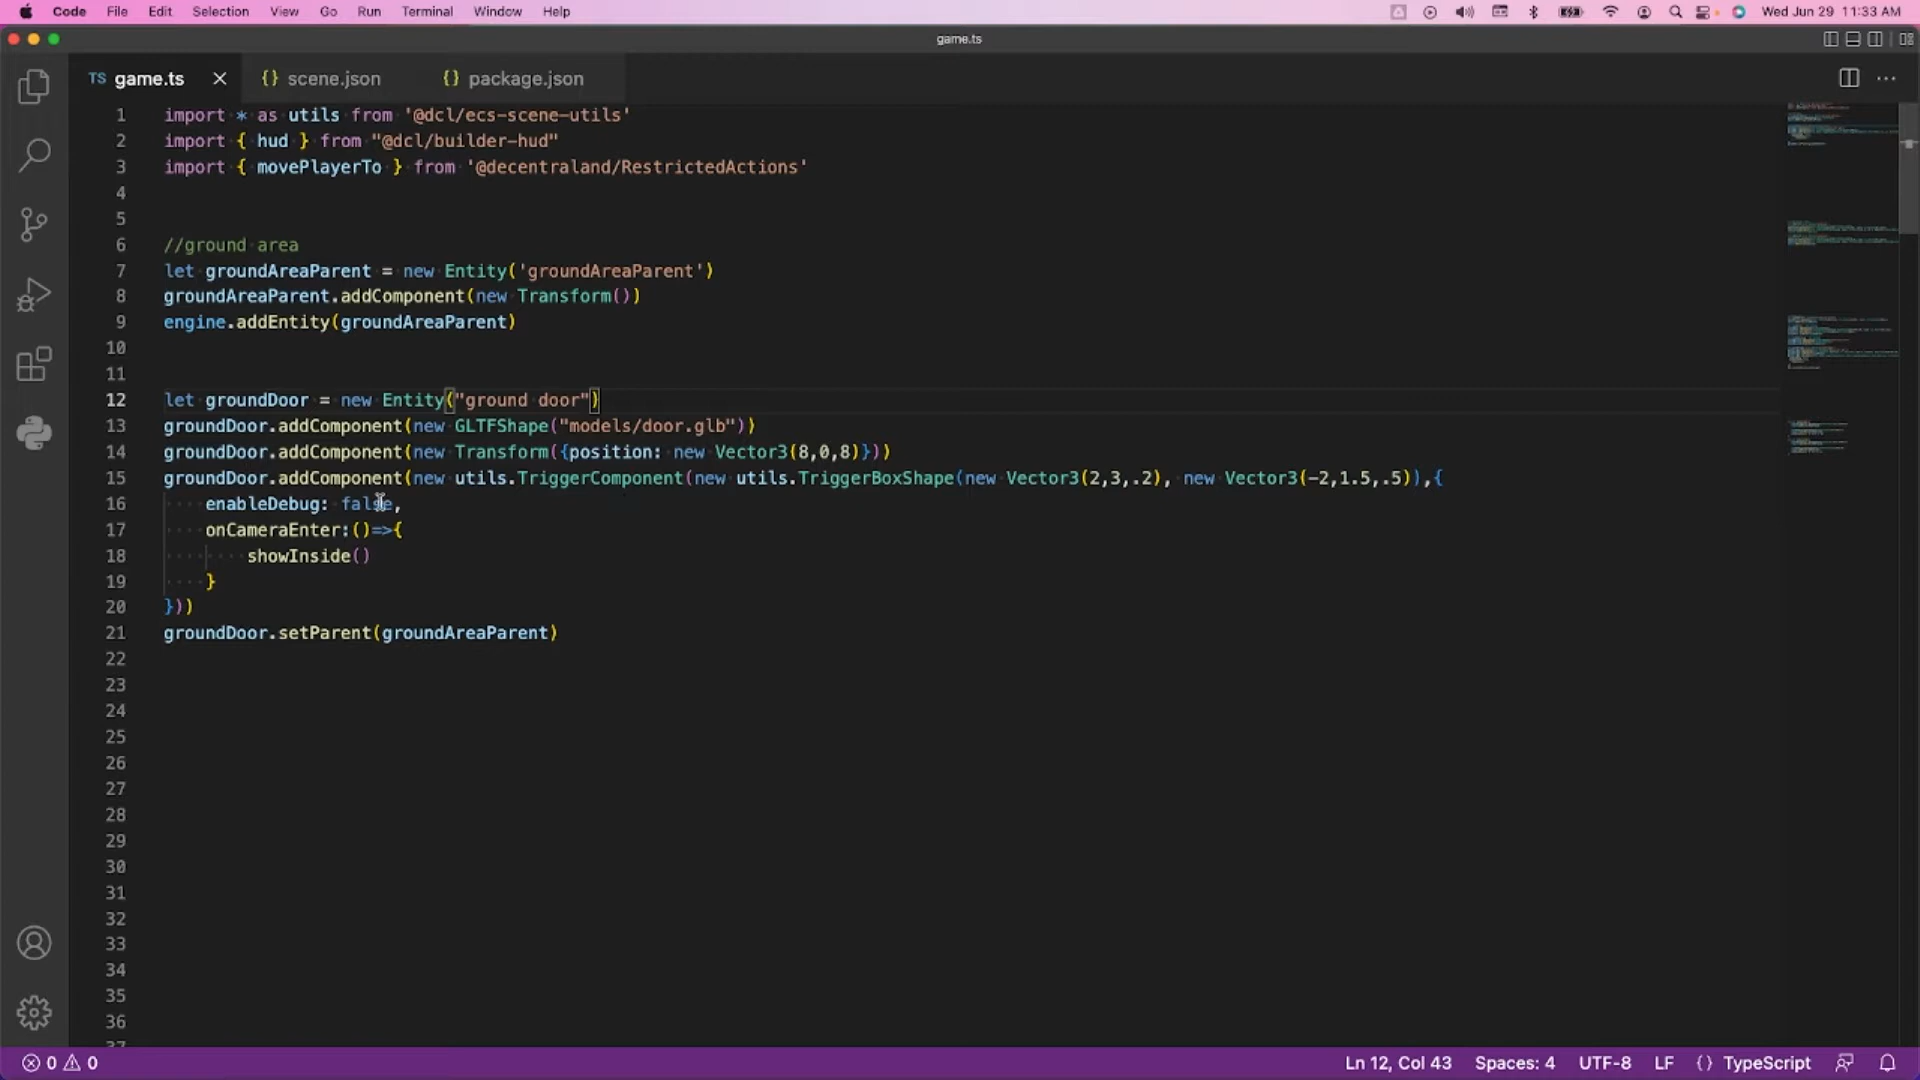 Code File Edit Selection View Go Run Terminal Window Help Wed Jun 29 11:33 AM
game.ts
TS game.ts {} scene.json {} package.json
1 import * as utils from '@dcl/ecs-scene-utils'
2 import { hud } from "@dcl/builder-hud"
3 import { movePlayerTo } from '@decentraland/RestrictedActions'
4
5
6 //ground area
7 let groundAreaParent = new Entity('groundAreaParent')
8 groundAreaParent.addComponent(new Transform())
9 engine.addEntity(groundAreaParent)
10
11
12 let groundDoor = new Entity("ground door")
13 groundDoor.addComponent(new GLTFShape("models/door.glb"))
14 groundDoor.addComponent(new Transform({position: new Vector3(8,0,8)}))
15 groundDoor.addComponent(new utils.TriggerComponent(new utils.TriggerBoxShape(new Vector3(2,3,.2), new Vector3(-2,1.5,.5)),{
16 enableDebug: false,
17 onCameraEnter:()=>{
18 showInside()
19 }
20 }))
21 groundDoor.setParent(groundAreaParent)
22
23
24
25
26
27
28
29
30
31
32
33
34
35
36
0 0 Ln 12, Col 43 Spaces: 4 UTF-8 LF {} TypeScript